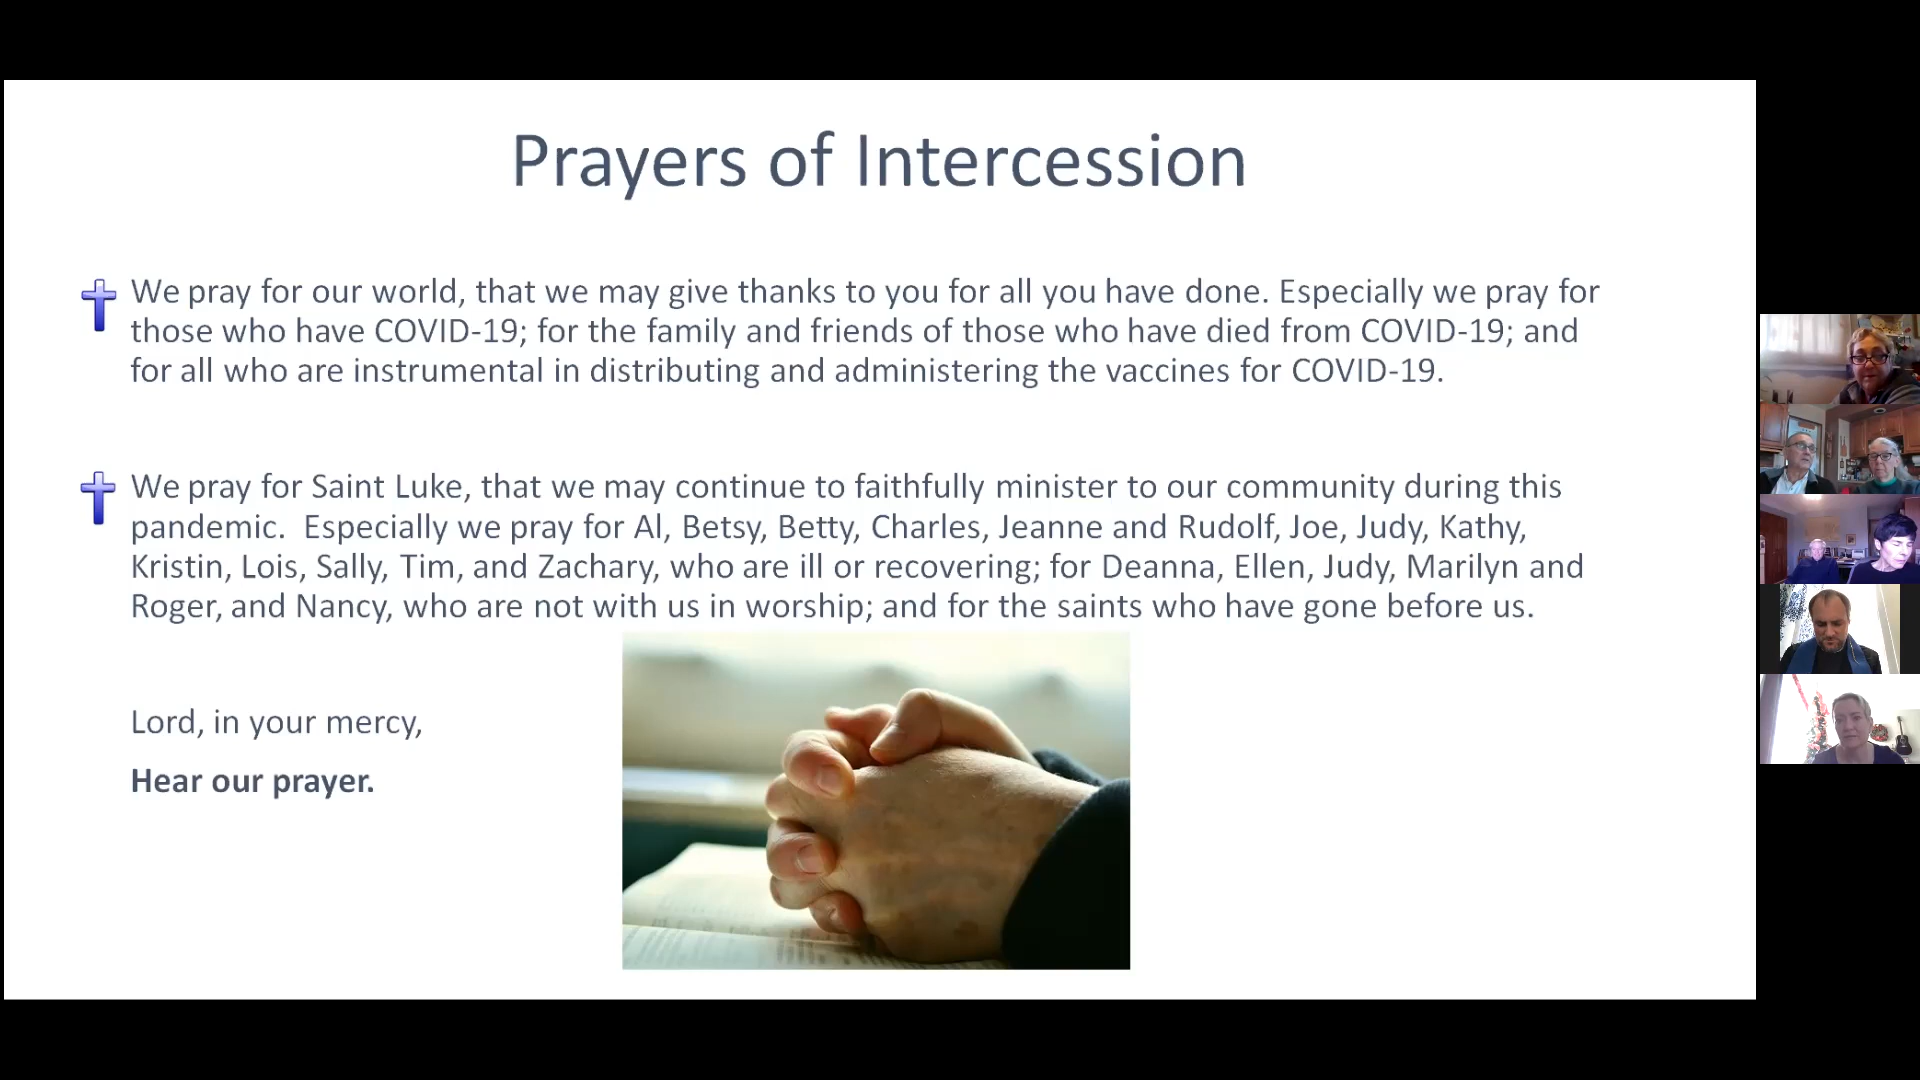 Prayers of Intercession
We pray for our world, that we may give thanks to you for all you have done. Especially we pray for
those who have COVID-19; for the family and friends of those who have died from COVID-19; and
for all who are instrumental in distributing and administering the vaccines for COVID-19.
We pray for Saint Luke, that we may continue to faithfully minister to our community during this
pandemic.  Especially we pray for Al, Betsy, Betty, Charles, Jeanne and Rudolf, Joe, Judy, Kathy,
Kristin, Lois, Sally, Tim, and Zachary, who are ill or recovering; for Deanna, Ellen, Judy, Marilyn and
Roger, and Nancy, who are not with us in worship; and for the saints who have gone before us.
Lord, in your mercy,
Hear our prayer.